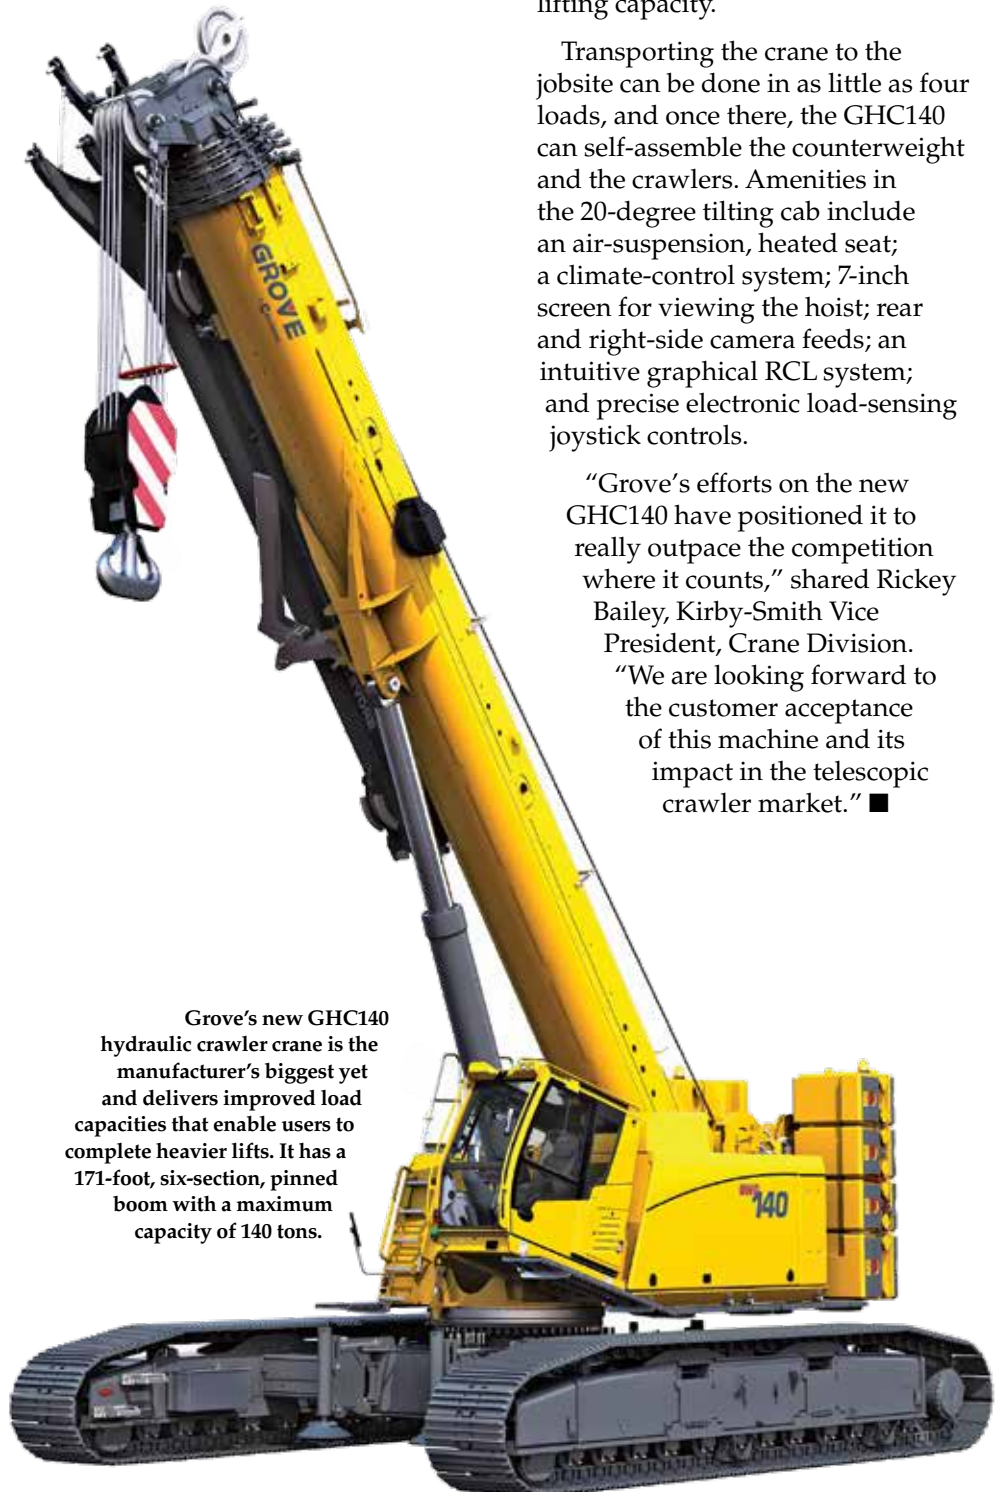 lifting capacity.
Transporting the crane to the
jobsite can be done in as little as four
loads, and once there, the GHC140
can self-assemble the counterweight
and the crawlers. Amenities in
the 20-degree tilting cab include
an air-suspension, heated seat;
a climate-control system; 7-inch
screen for viewing the hoist; rear
and right-side camera feeds; an
intuitive graphical RCL system;
and precise electronic load-sensing
joystick controls.
“Grove’s efforts on the new
GHC140 have positioned it to
really outpace the competition
where it counts,” shared Rickey
Bailey, Kirby-Smith Vice
President, Crane Division.
“We are looking forward to
the customer acceptance
of this machine and its
impact in the telescopic
crawler market.” ■
GROVE
Grove’s new GHC140
hydraulic crawler crane is the
manufacturer’s biggest yet
and delivers improved load
capacities that enable users to
complete heavier lifts. It has a
171-foot, six-section, pinned
boom with a maximum
capacity of 140 tons.
140